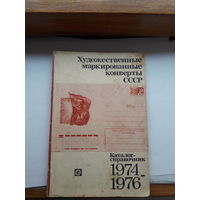 Художественные
маркированные
конверты
СССР
Каталог-
справочник
1974-
1976